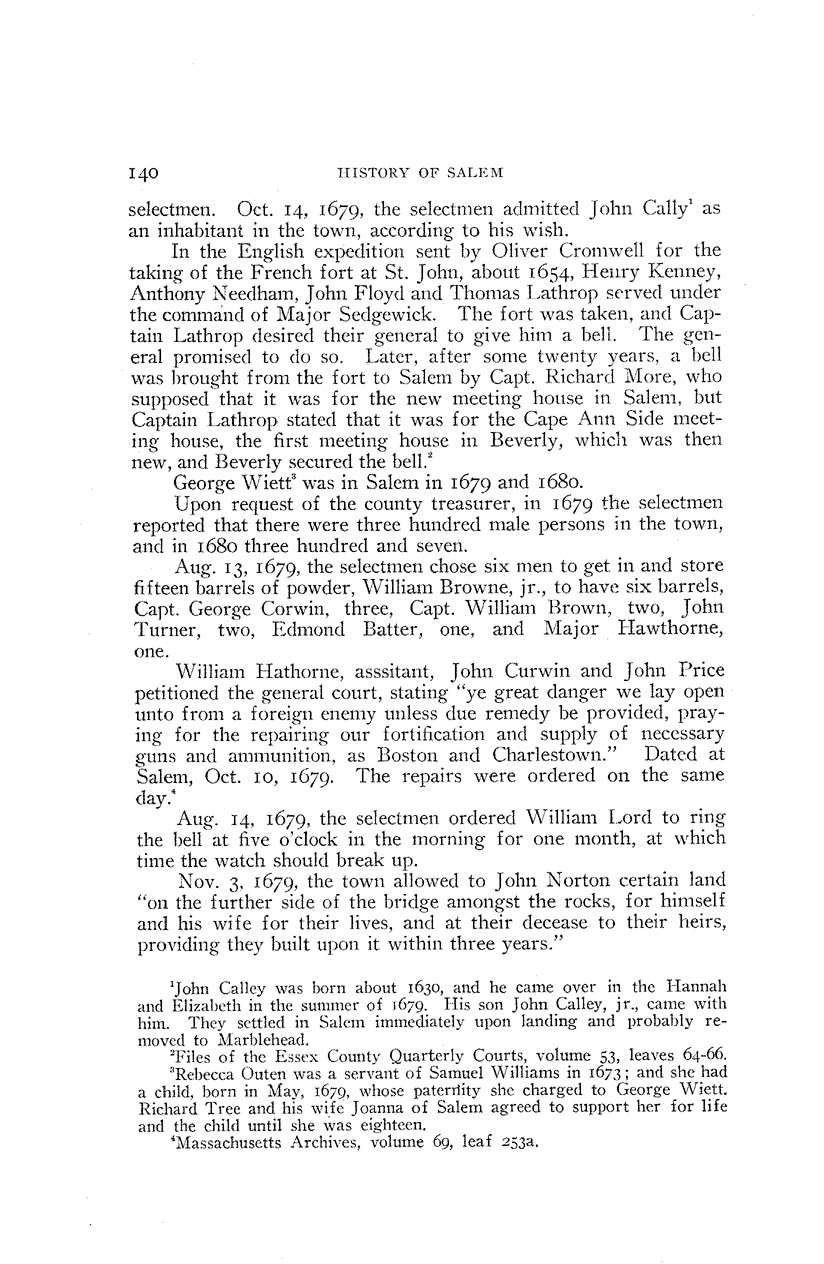 140 HISTORY OF SALEM
selectmen. Oct. 14, 1679, the selectmen admitted John Cally¹ as
an inhabitant in the town, according to his wish.
In the English expedition sent by Oliver Cromwell for the
taking of the French fort at St. John, about 1654, Henry Kenney,
Anthony Needham, John Floyd and Thomas Lathrop served under
the command of Major Sedgewick. The fort was taken, and Cap-
tain Lathrop desired their general to give him a bell. The gen-
eral promised to do so. Later, after some twenty years, a bell
was brought from the fort to Salem by Capt. Richard More, who
supposed that it was for the new meeting house in Salem, but
Captain Lathrop stated that it was for the Cape Ann Side meet-
ing house, the first meeting house in Beverly, which was then
new, and Beverly secured the bell.²
George Wiett³ was in Salem in 1679 and 1680.
Upon request of the county treasurer, in 1679 the selectmen
reported that there were three hundred male persons in the town,
and in 1680 three hundred and seven.
Aug. 13, 1679, the selectmen chose six men to get in and store
fifteen barrels of powder, William Browne, jr., to have six barrels,
Capt. George Corwin, three, Capt. William Brown, two, John
Turner, two, Edmond Batter, one, and Major Hawthorne,
one.
William Hathorne, asssitant, John Curwin and John Price
petitioned the general court, stating "ye great danger we lay open
unto from a foreign enemy unless due remedy be provided, pray-
ing for the repairing our fortification and supply of necessary
guns and ammunition, as Boston and Charlestown." Dated at
Salem, Oct. 10, 1679. The repairs were ordered on the same
day.⁴
Aug. 14, 1679, the selectmen ordered William Lord to ring
the bell at five o'clock in the morning for one month, at which
time the watch should break up.
Nov. 3, 1679, the town allowed to John Norton certain land
"on the further side of the bridge amongst the rocks, for himself
and his wife for their lives, and at their decease to their heirs,
providing they built upon it within three years."
¹John Calley was born about 1630, and he came over in the Hannah
and Elizabeth in the summer of 1679. His son John Calley, jr., came with
him. They settled in Salem immediately upon landing and probably re-
moved to Marblehead.
²Files of the Essex County Quarterly Courts, volume 53, leaves 64-66.
³Rebecca Outen was a servant of Samuel Williams in 1673; and she had
a child, born in May, 1679, whose paternity she charged to George Wiett.
Richard Tree and his wife Joanna of Salem agreed to support her for life
and the child until she was eighteen.
⁴Massachusetts Archives, volume 69, leaf 253a.